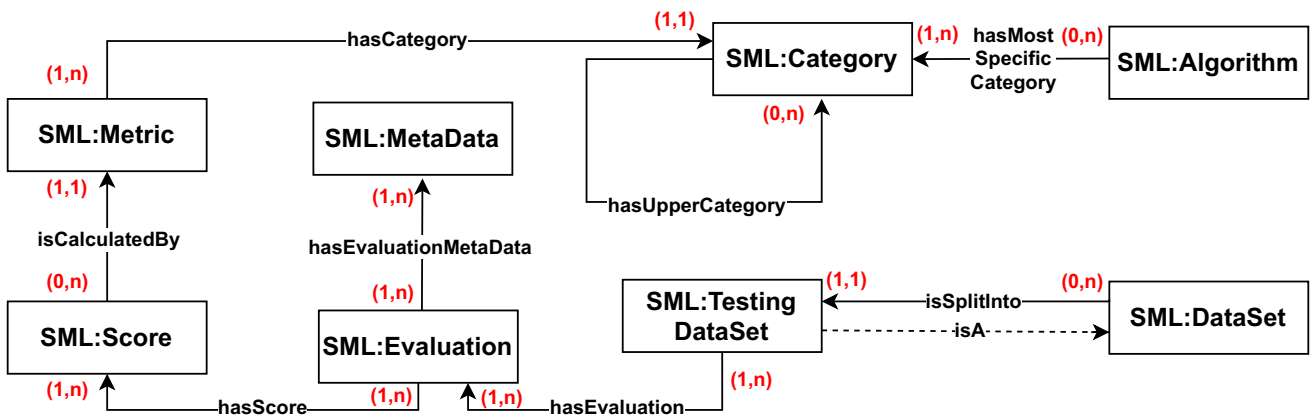 (1,1)
hasCategory
SML:Category
(1,n)
hasMost
Specific
Category
(0,n)
SML:Algorithm
(1,n)
SML:Metric
(1,1)
SML:MetaData
(1,n)
(0,n)
hasUpperCategory
isCalculatedBy
hasEvaluationMetaData
(0,n)
SML:Score
(1,n)
(1,n)
SML:Evaluation
(1,n)
SML:Testing
DataSet
(1,1)
isSplitInto
(0,n)
isA
SML:DataSet
(1,n)
(1,n)
hasScore
hasEvaluation